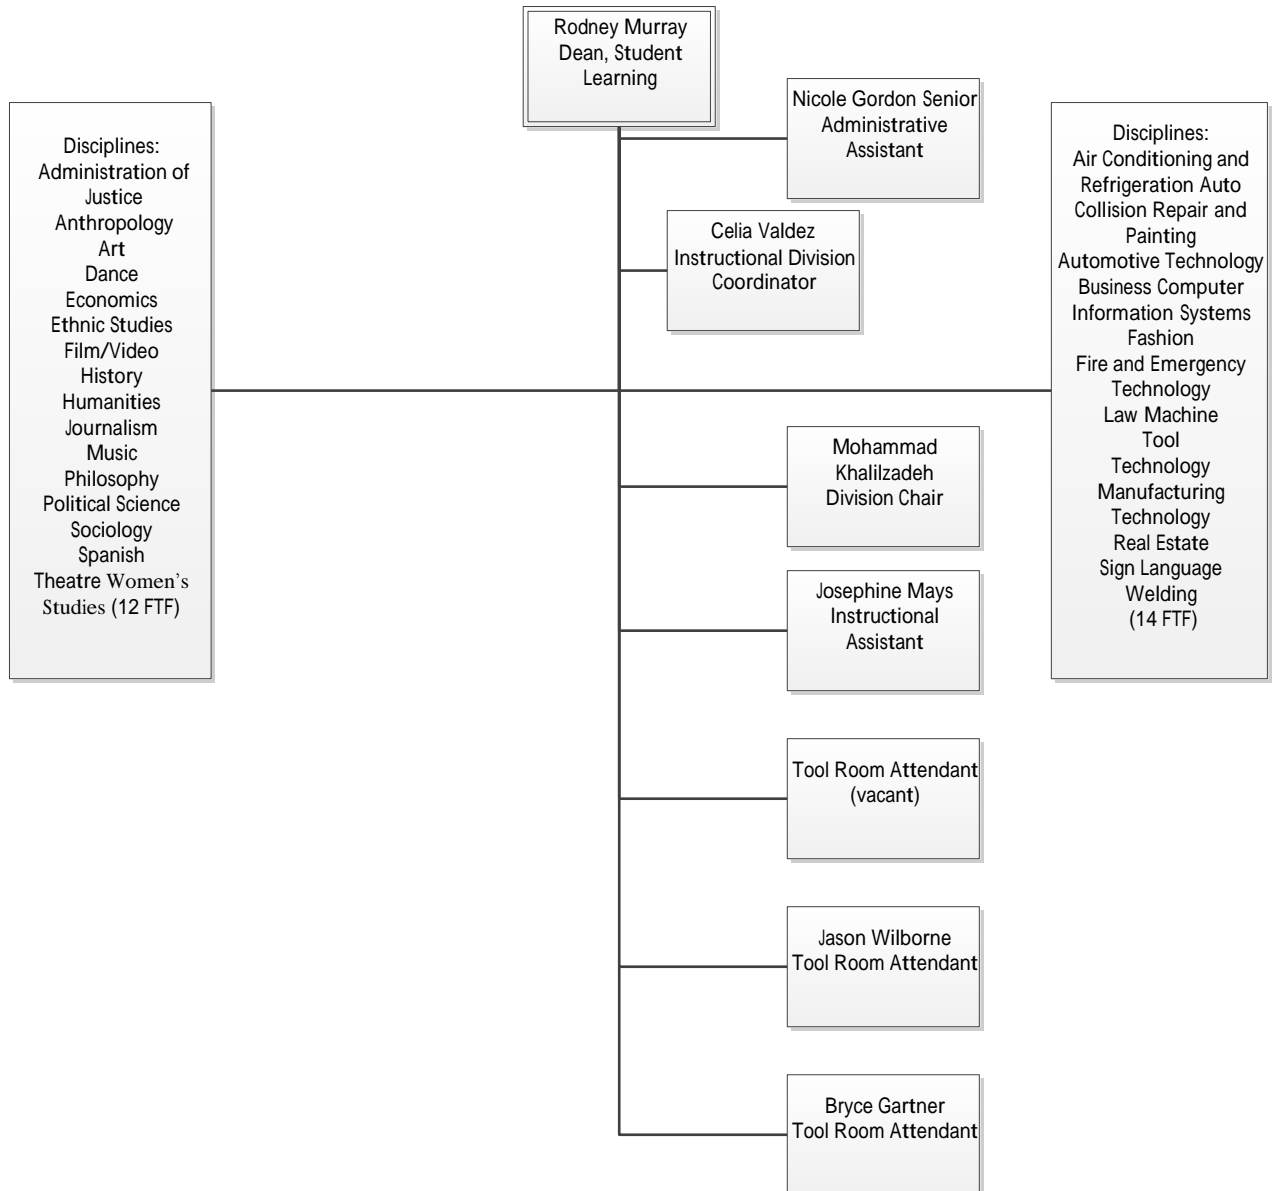 Rodney Murray
Dean, Student
Learning
Nicole Gordon Senior
Administrative
Assistant
Disciplines:
Administration of
Justice
Anthropology
Art
Dance
Economics
Ethnic Studies
Film/Video
History
Humanities
Journalism
Music
Philosophy
Political Science
Sociology
Spanish
Theatre Women's
Studies (12 FTF)
Celia Valdez
Instructional Division
Coordinator
Disciplines:
Air Conditioning and
Refrigeration Auto
Collision Repair and
Painting
Automotive Technology
Business Computer
Information Systems
Fashion
Fire and Emergency
Technology
Law Machine
Tool
Technology
Manufacturing
Technology
Real Estate
Sign Language
Welding
(14 FTF)
Mohammad
Khalilzadeh
Division Chair
Josephine Mays
Instructional
Assistant
Tool Room Attendant
(vacant)
Jason Wilborne
Tool Room Attendant
Bryce Gartner
Tool Room Attendant